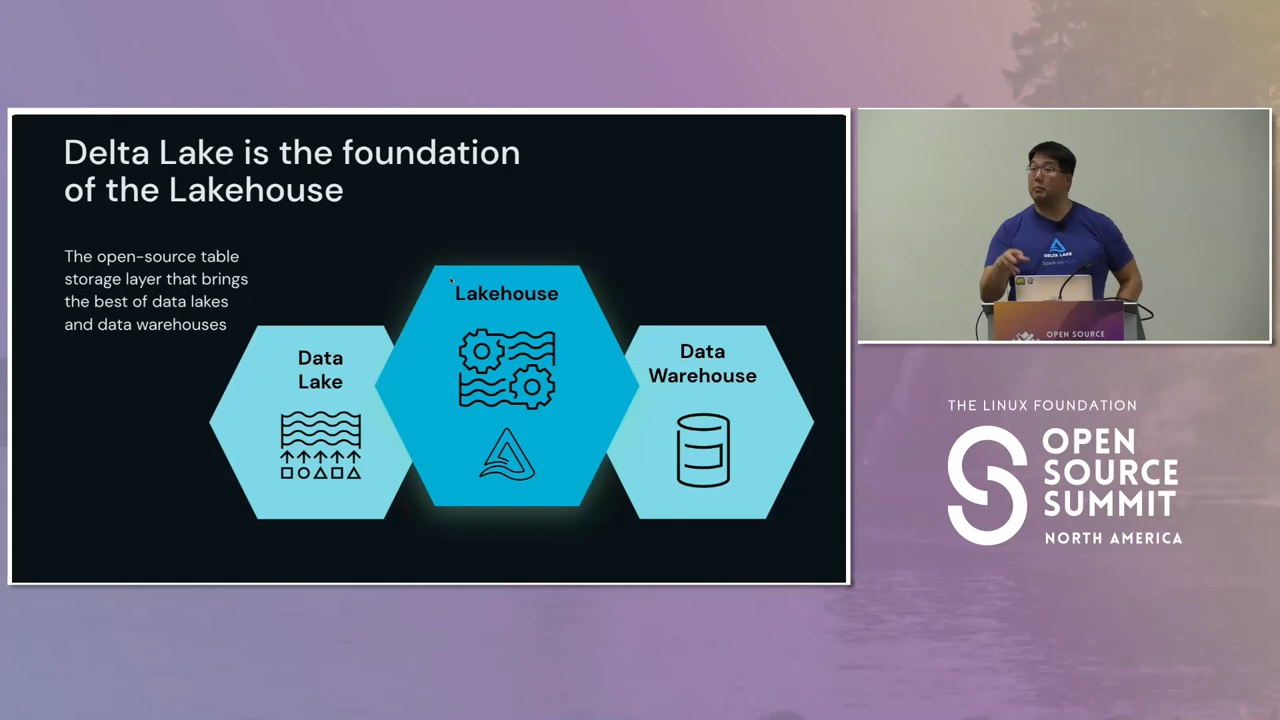 Delta Lake is the foundation
of the Lakehouse
The open-source table
storage layer that brings
the best of data lakes
and data warehouses
Data
Lake
Lakehouse
Data
Warehouse
DELTA LAKE
OPEN SOURCE
THE LINUX FOUNDATION
OPEN
SOURCE
SUMMIT
NORTH AMERICA